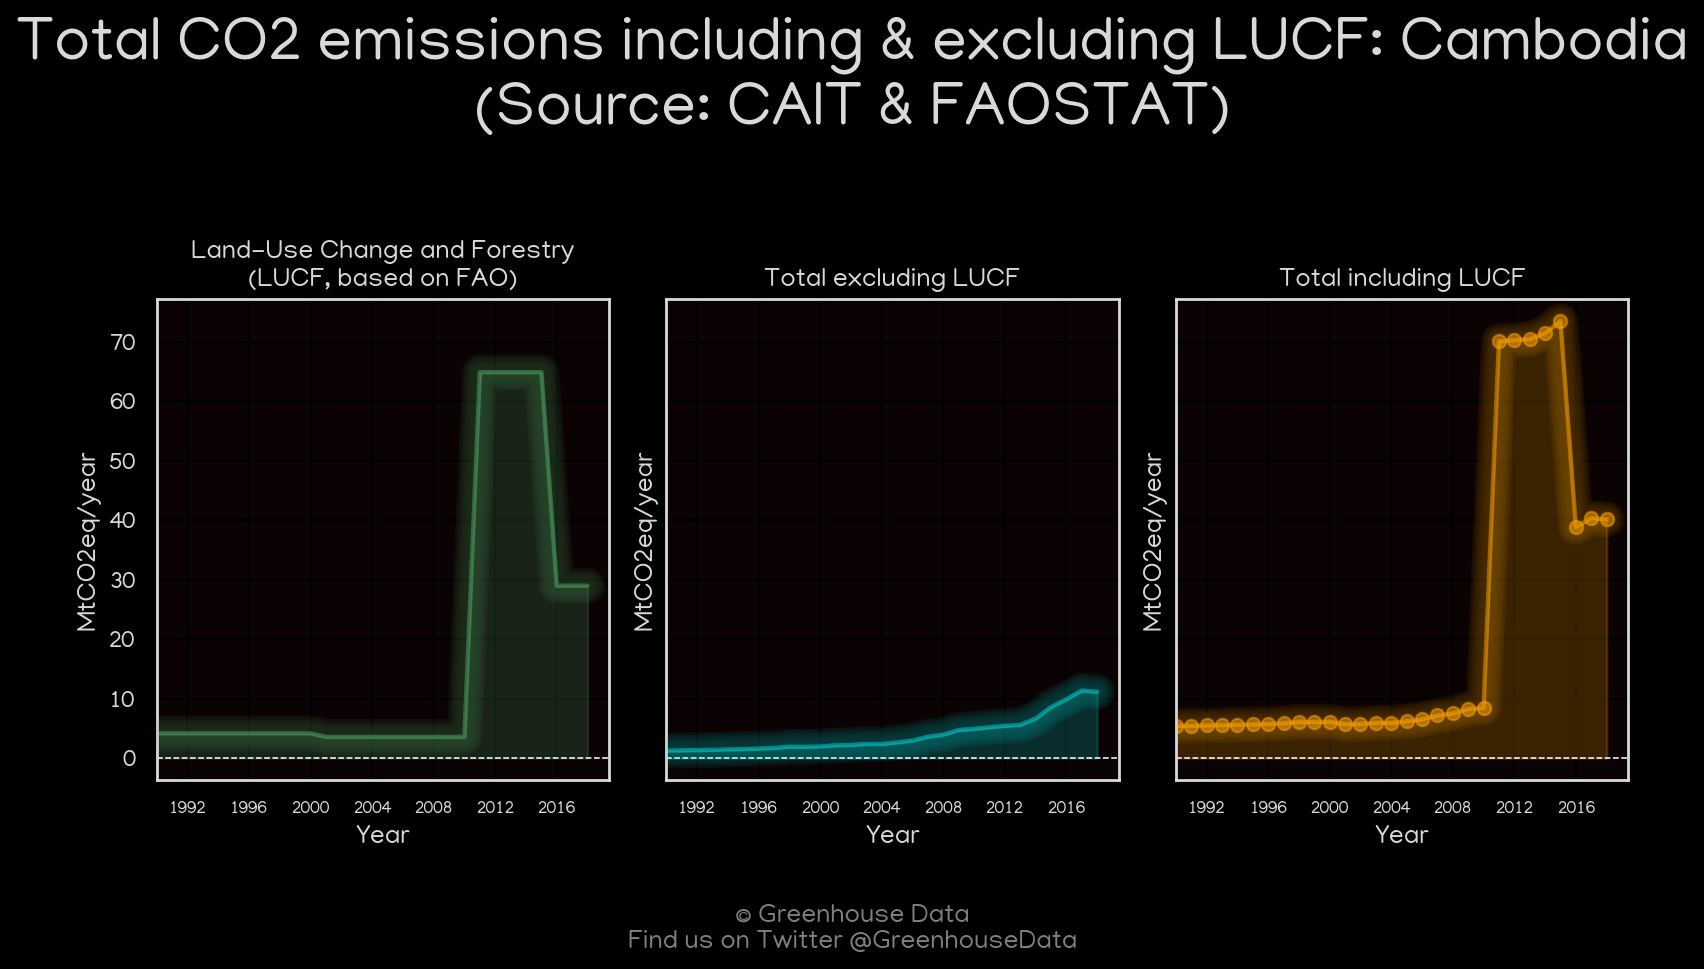 Total CO2 emissions including & excluding LUCF: Cambodia
(Source: CAIT & FAOSTAT)
Land-Use Change and Forestry
(LUCF, based on FAO)
Total excluding LUCF
Total including LUCF
70
60
50
40
30
20
10
0
MtCO2eq/year
MtCO2eq/year
MtCO2eq/year
1992 1996 2000 2004 2008 2012 2016
1992 1996 2000 2004 2008 2012 2016
1992 1996 2000 2004 2008 2012 2016
Year
Year
Year
© Greenhouse Data
Find us on Twitter @GreenhouseData